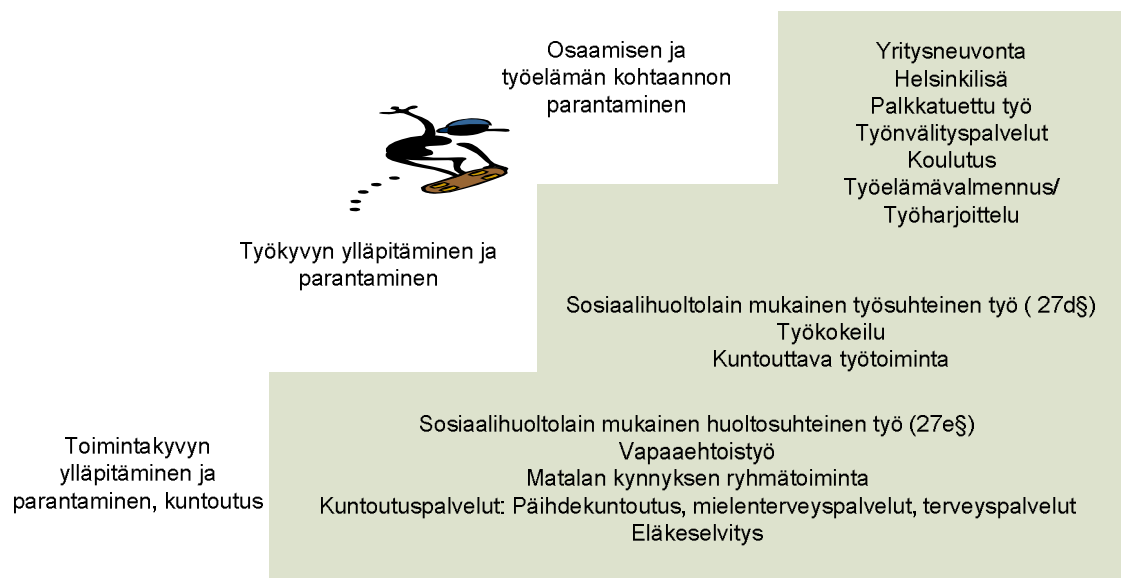 Osaamisen ja
työelämän kohtaannon
parantaminen
Yritysneuvonta
Helsinkilisä
Palkkatuettu työ
Työnvälityspalvelut
Koulutus
Työelämävalmennus/
Työharjoittelu
Työkyvyn ylläpitäminen ja
parantaminen
Sosiaalihuoltolain mukainen työsuhteinen työ ( 27d§)
Työkokeilu
Kuntouttava työtoiminta
Toimintakyvyn
ylläpitäminen ja
parantaminen, kuntoutus
Sosiaalihuoltolain mukainen huoltosuhteinen työ (27e§)
Vapaaehtoistyö
Matalan kynnyksen ryhmätoiminta
Kuntoutuspalvelut: Päihdekuntoutus, mielenterveyspalvelut, terveyspalvelut
Eläkeselvitys